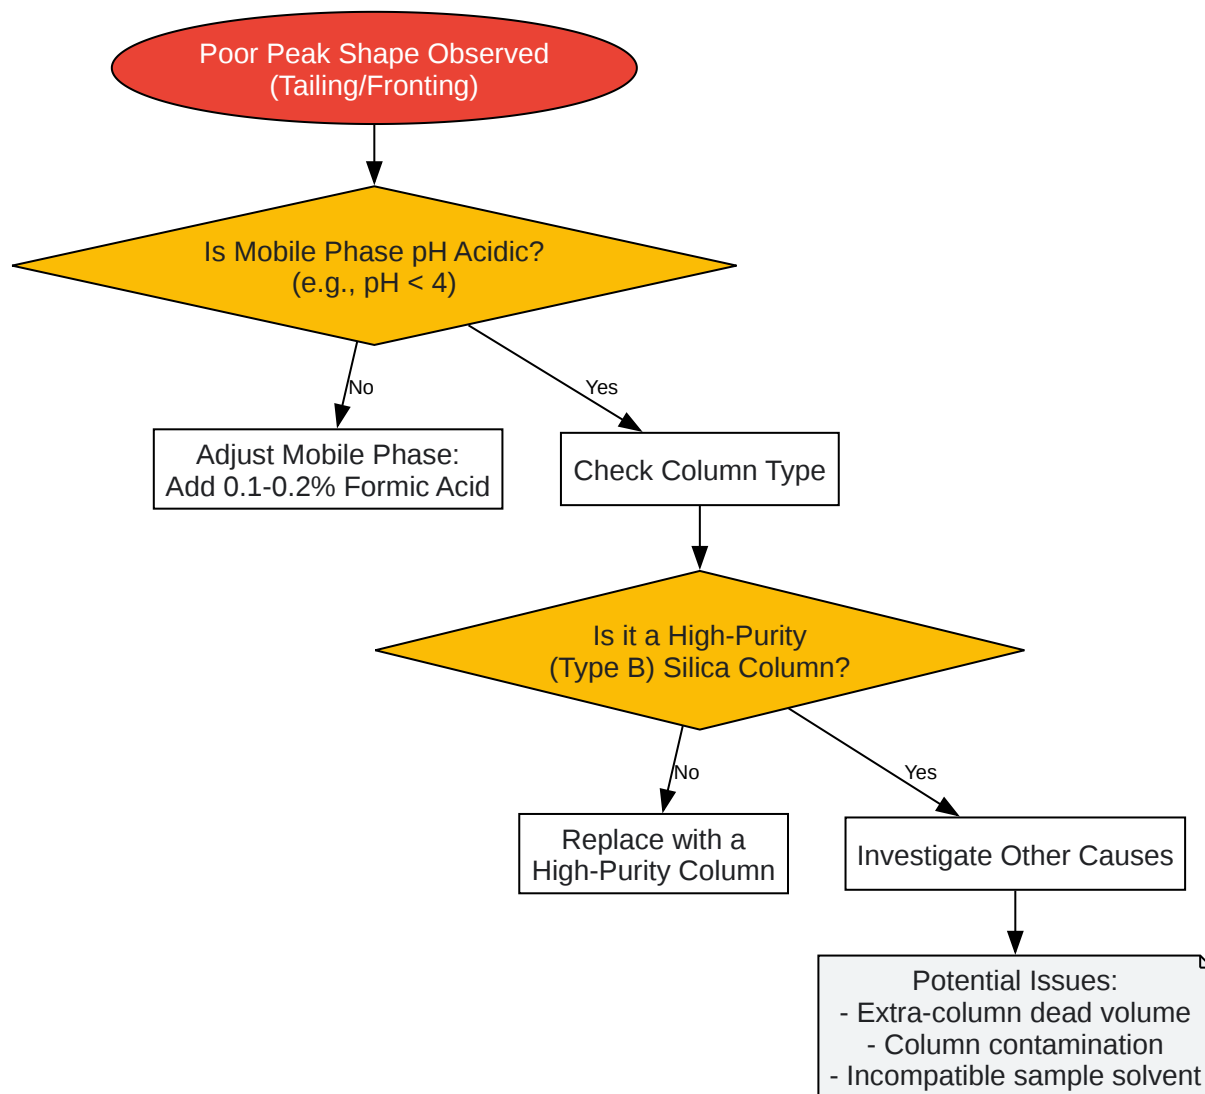 Poor Peak Shape Observed
(Tailing/Fronting)
Is Mobile Phase pH Acidic?
(e.g., pH < 4)
No
Yes
Adjust Mobile Phase:
Add 0.1-0.2% Formic Acid
Check Column Type
Is it a High-Purity
(Type B) Silica Column?
No
Yes
Replace with a
High-Purity Column
Investigate Other Causes
Potential Issues:
- Extra-column dead volume
- Column contamination
- Incompatible sample solvent